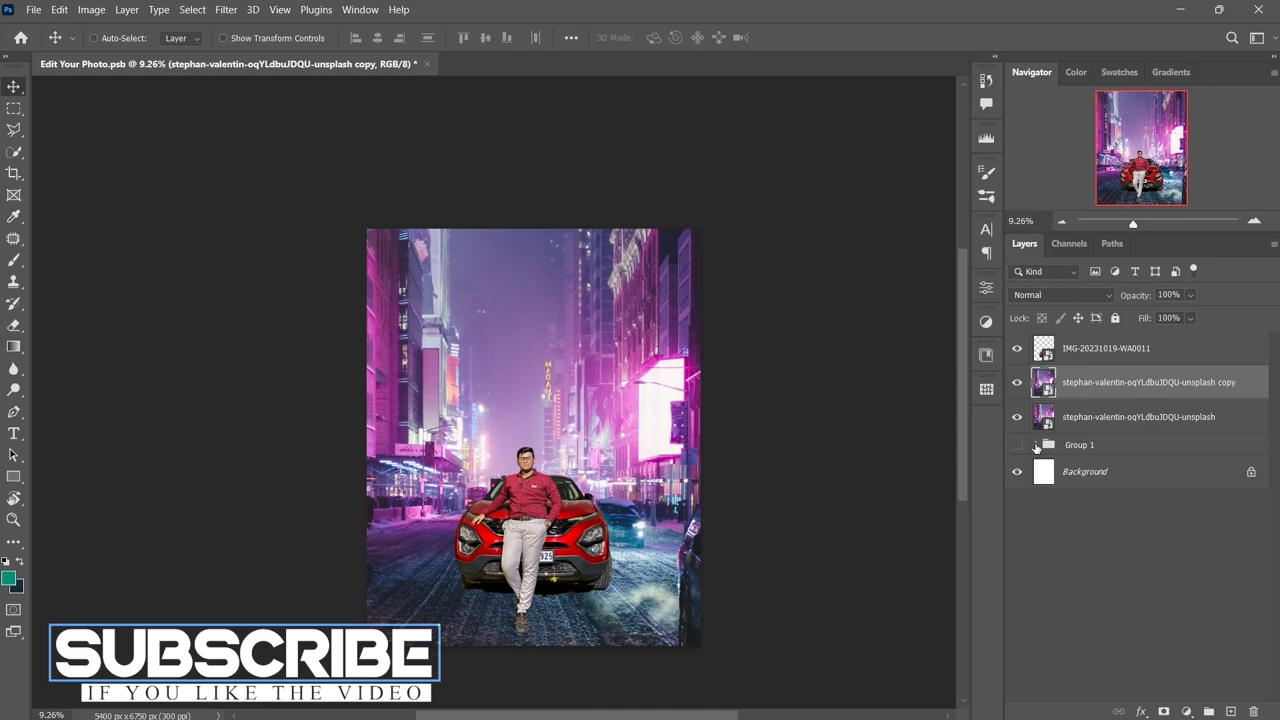 Ps File Edit Image Layer Type Select Filter 3D View Plugins Window Help
Auto-Select: Layer Show Transform Controls 3D Mode:
Edit Your Photo.psb @ 9.26% (stephan-valentin-oqYLdbuJDQU-unsplash copy, RGB/8) *
Navigator Color Swatches Gradients
9.26%
Layers Channels Paths
Kind
Normal Opacity: 100%
Lock: Fill: 100%
IMG-20231019-WA0011
stephan-valentin-oqYLdbuJDQU-unsplash copy
stephan-valentin-oqYLdbuJDQU-unsplash
Group 1
Background
925
SUBSCRIBE
IF YOU LIKE THE VIDEO
9.26% 5400 px x 6750 px (300 ppi)